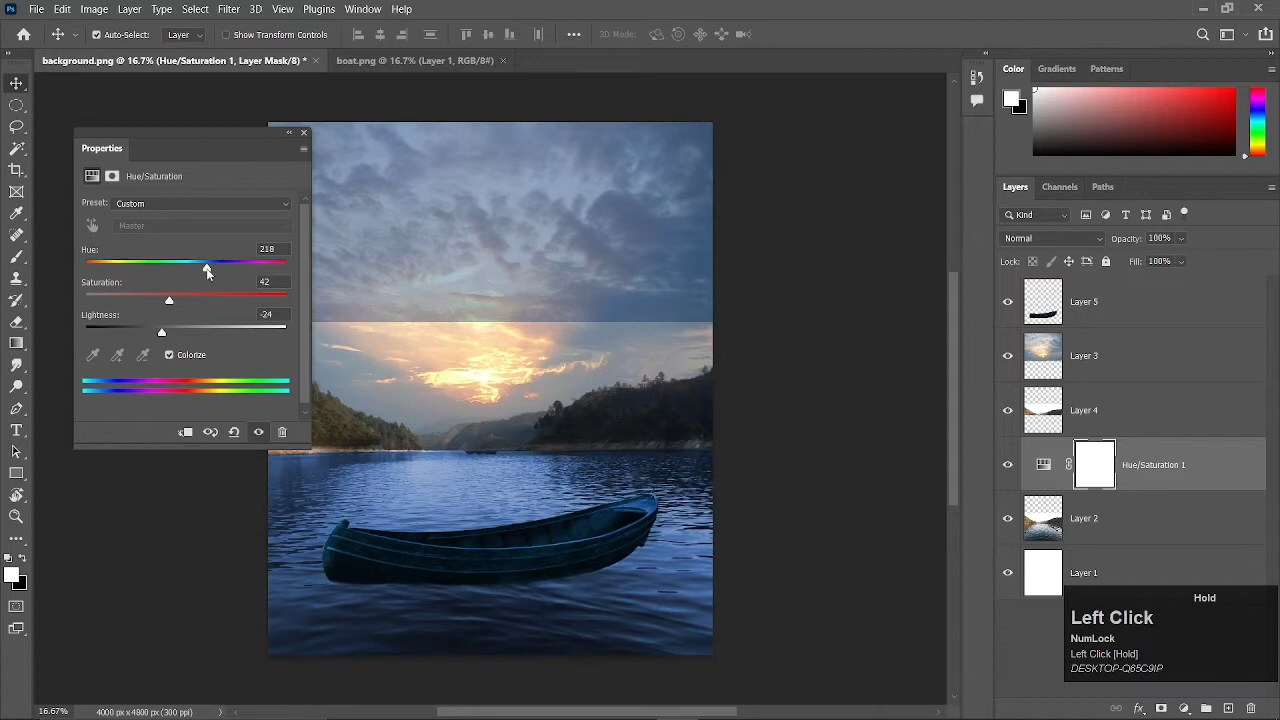 Ps File Edit Image Layer Type Select Filter 3D View Plugins Window Help
Auto-Select: Layer Show Transform Controls 3D Mode:
background.png @ 16.7% (Hue/Saturation 1, Layer Mask/8) * boat.png @ 16.7% (Layer 1, RGB/8#)
Properties
Hue/Saturation
Preset: Custom
Master
Hue: 218
Saturation: 42
Lightness: -24
Colorize
Color Gradients Patterns
Layers Channels Paths
Kind
Normal Opacity: 100%
Lock: Fill: 100%
Layer 5
Layer 3
Layer 4
Hue/Saturation 1
Layer 2
Layer 1
Hold
Left Click
NumLock
Left Click [Hold]
DESKTOP-Q65C9IP
16.67% 4000 px x 4800 px (300 ppi)